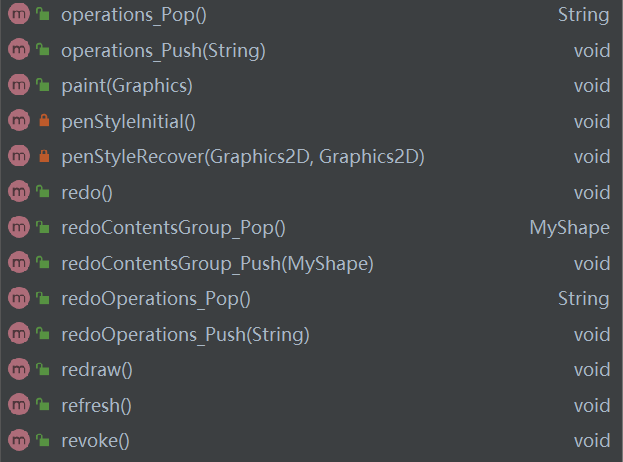 operations_Pop() String
operations_Push(String) void
paint(Graphics) void
penStyleInitial() void
penStyleRecover(Graphics2D, Graphics2D) void
redo() void
redoContentsGroup_Pop() MyShape
redoContentsGroup_Push(MyShape) void
redoOperations_Pop() String
redoOperations_Push(String) void
redraw() void
refresh() void
revoke() void